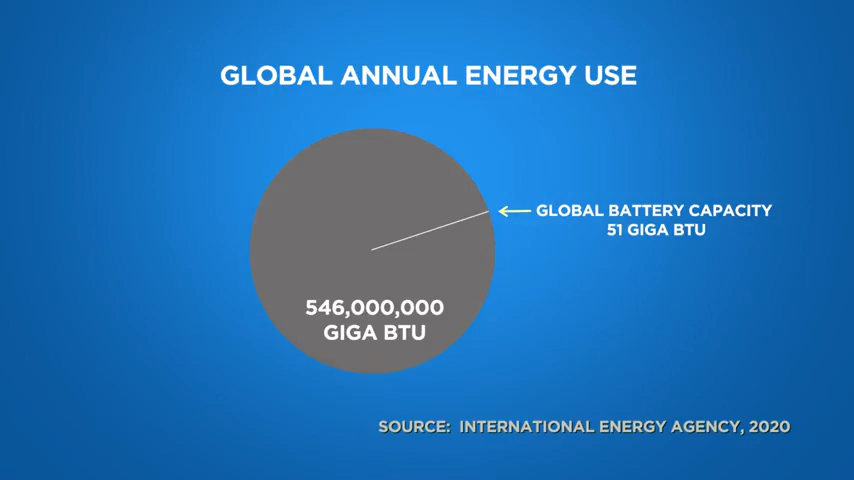 GLOBAL ANNUAL ENERGY USE
GLOBAL BATTERY CAPACITY
51 GIGA BTU
546,000,000
GIGA BTU
SOURCE: INTERNATIONAL ENERGY AGENCY, 2020